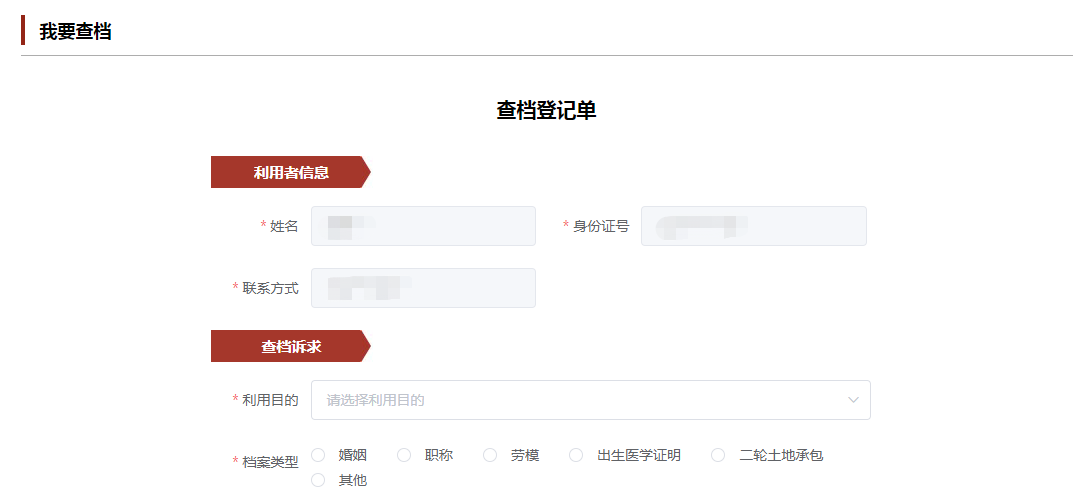 我要查档
查档登记单
利用者信息
* 姓名
* 身份证号
* 联系方式
查档诉求
* 利用目的 请选择利用目的
* 档案类型 婚姻 职称 劳模 出生医学证明 二轮土地承包
其他